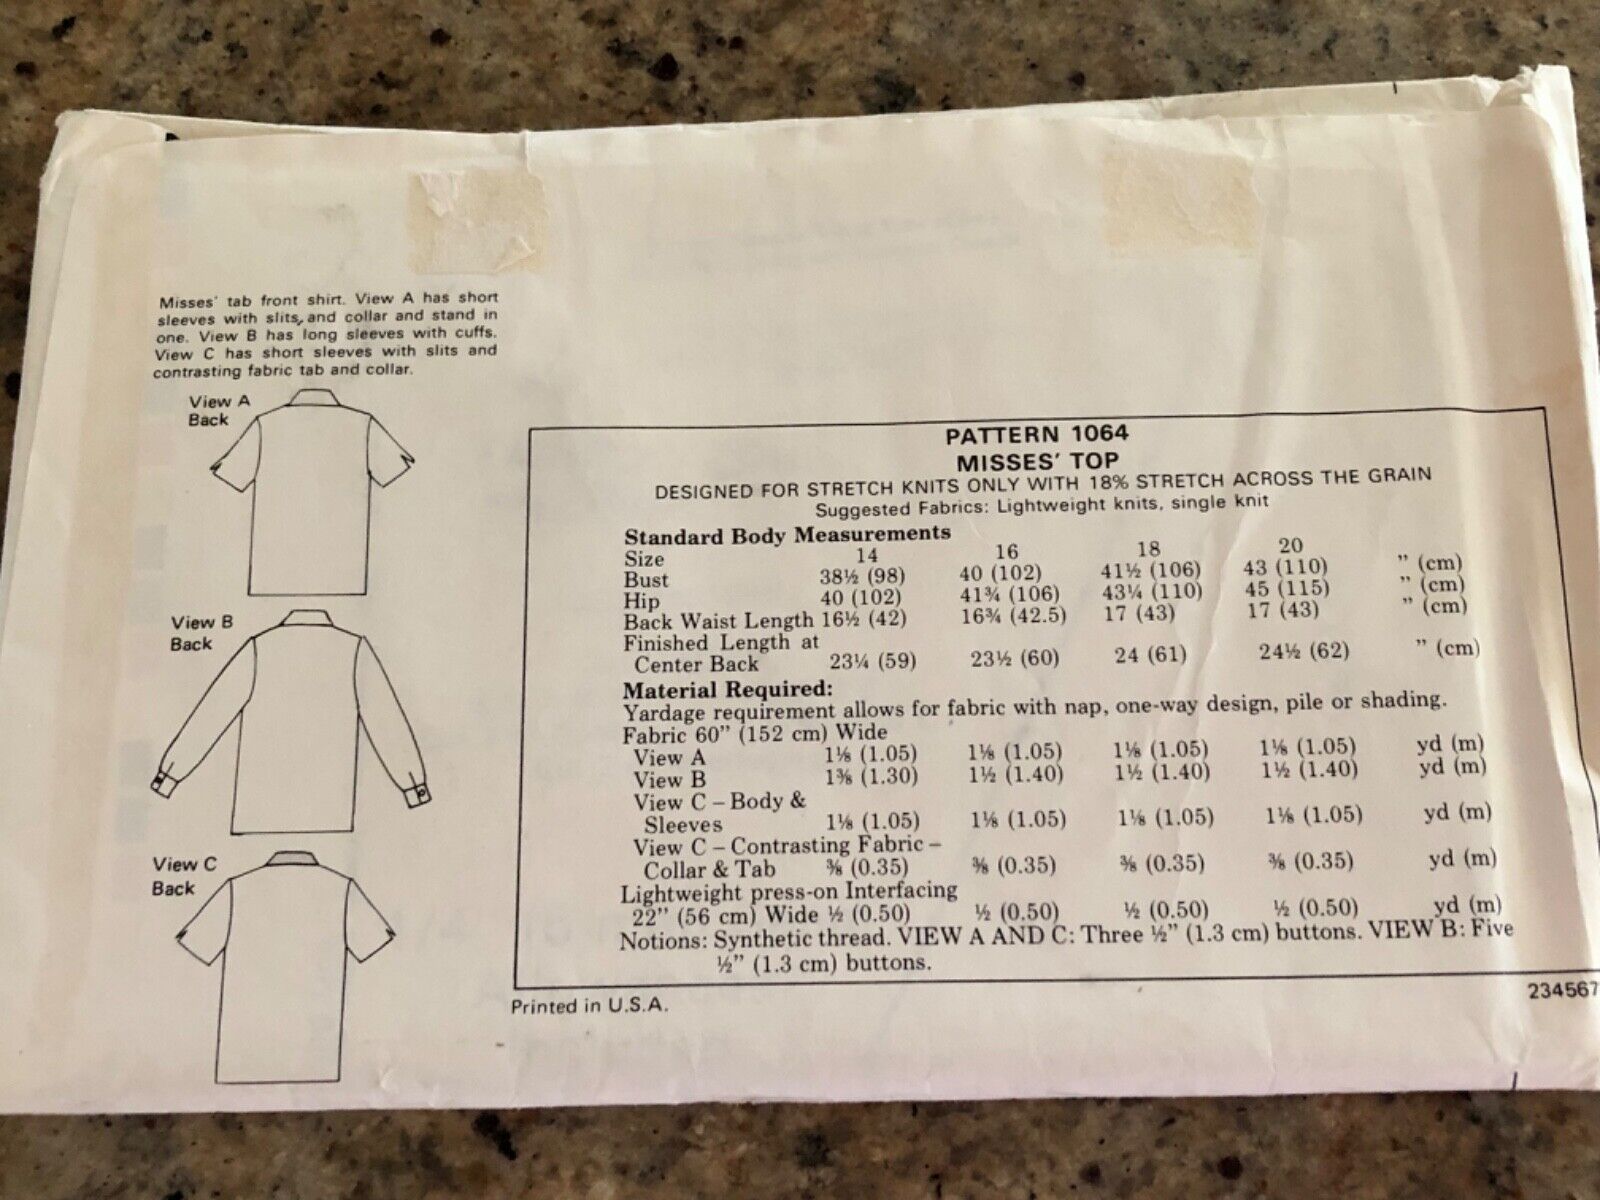 Misses' tab front shirt. View A has short
sleeves with slits, and collar and stand in
one. View B has long sleeves with cuffs.
View C has short sleeves with slits and
contrasting fabric tab and collar.
View A
Back
View B
Back
View C
Back
PATTERN 1064
MISSES' TOP
DESIGNED FOR STRETCH KNITS ONLY WITH 18% STRETCH ACROSS THE GRAIN
Suggested Fabrics: Lightweight knits, single knit
Standard Body Measurements
Size 14 16 18 20
Bust 38½ (98) 40 (102) 41½ (106) 43 (110) " (cm)
Hip 40 (102) 41¾ (106) 43¼ (110) 45 (115) " (cm)
Back Waist Length 16½ (42) 16¾ (42.5) 17 (43) 17 (43) " (cm)
Finished Length at
Center Back 23¼ (59) 23½ (60) 24 (61) 24½ (62) " (cm)
Material Required:
Yardage requirement allows for fabric with nap, one-way design, pile or shading.
Fabric 60" (152 cm) Wide
View A 1⅛ (1.05) 1⅛ (1.05) 1⅛ (1.05) 1⅛ (1.05) yd (m)
View B 1⅜ (1.30) 1½ (1.40) 1½ (1.40) 1½ (1.40) yd (m)
View C – Body &
Sleeves 1⅛ (1.05) 1⅛ (1.05) 1⅛ (1.05) 1⅛ (1.05) yd (m)
View C – Contrasting Fabric –
Collar & Tab ⅜ (0.35) ⅜ (0.35) ⅜ (0.35) ⅜ (0.35) yd (m)
Lightweight press-on Interfacing
22" (56 cm) Wide ½ (0.50) ½ (0.50) ½ (0.50) ½ (0.50) yd (m)
Notions: Synthetic thread. VIEW A AND C: Three ½" (1.3 cm) buttons. VIEW B: Five
½" (1.3 cm) buttons.
Printed in U.S.A.
234567